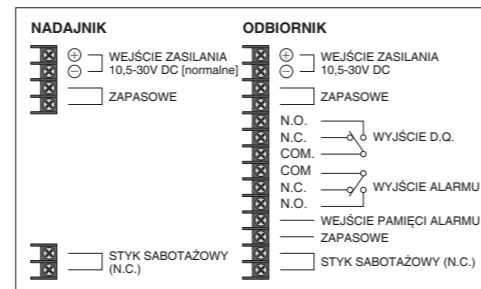 NADAJNIK
⊕ WEJŚCIE ZASILANIA
⊖ 10,5-30V DC [normalne]
ZAPASOWE
STYK SABOTAŻOWY
(N.C.)
ODBIORNIK
⊕ WEJŚCIE ZASILANIA
⊖ 10,5-30V DC
ZAPASOWE
N.O.
N.C. WYJŚCIE D.Q.
COM.
COM
N.C. WYJŚCIE ALARMU
N.O.
WEJŚCIE PAMIĘCI ALARMU
ZAPASOWE
STYK SABOTAŻOWY (N.C.)